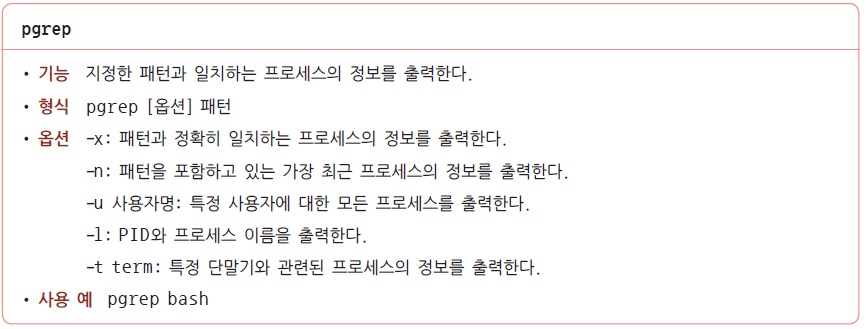 pgrep
• 기능 지정한 패턴과 일치하는 프로세스의 정보를 출력한다.
• 형식 pgrep [옵션] 패턴
• 옵션 -x: 패턴과 정확히 일치하는 프로세스의 정보를 출력한다.
-n: 패턴을 포함하고 있는 가장 최근 프로세스의 정보를 출력한다.
-u 사용자명: 특정 사용자에 대한 모든 프로세스를 출력한다.
-l: PID와 프로세스 이름을 출력한다.
-t term: 특정 단말기와 관련된 프로세스의 정보를 출력한다.
• 사용 예 pgrep bash